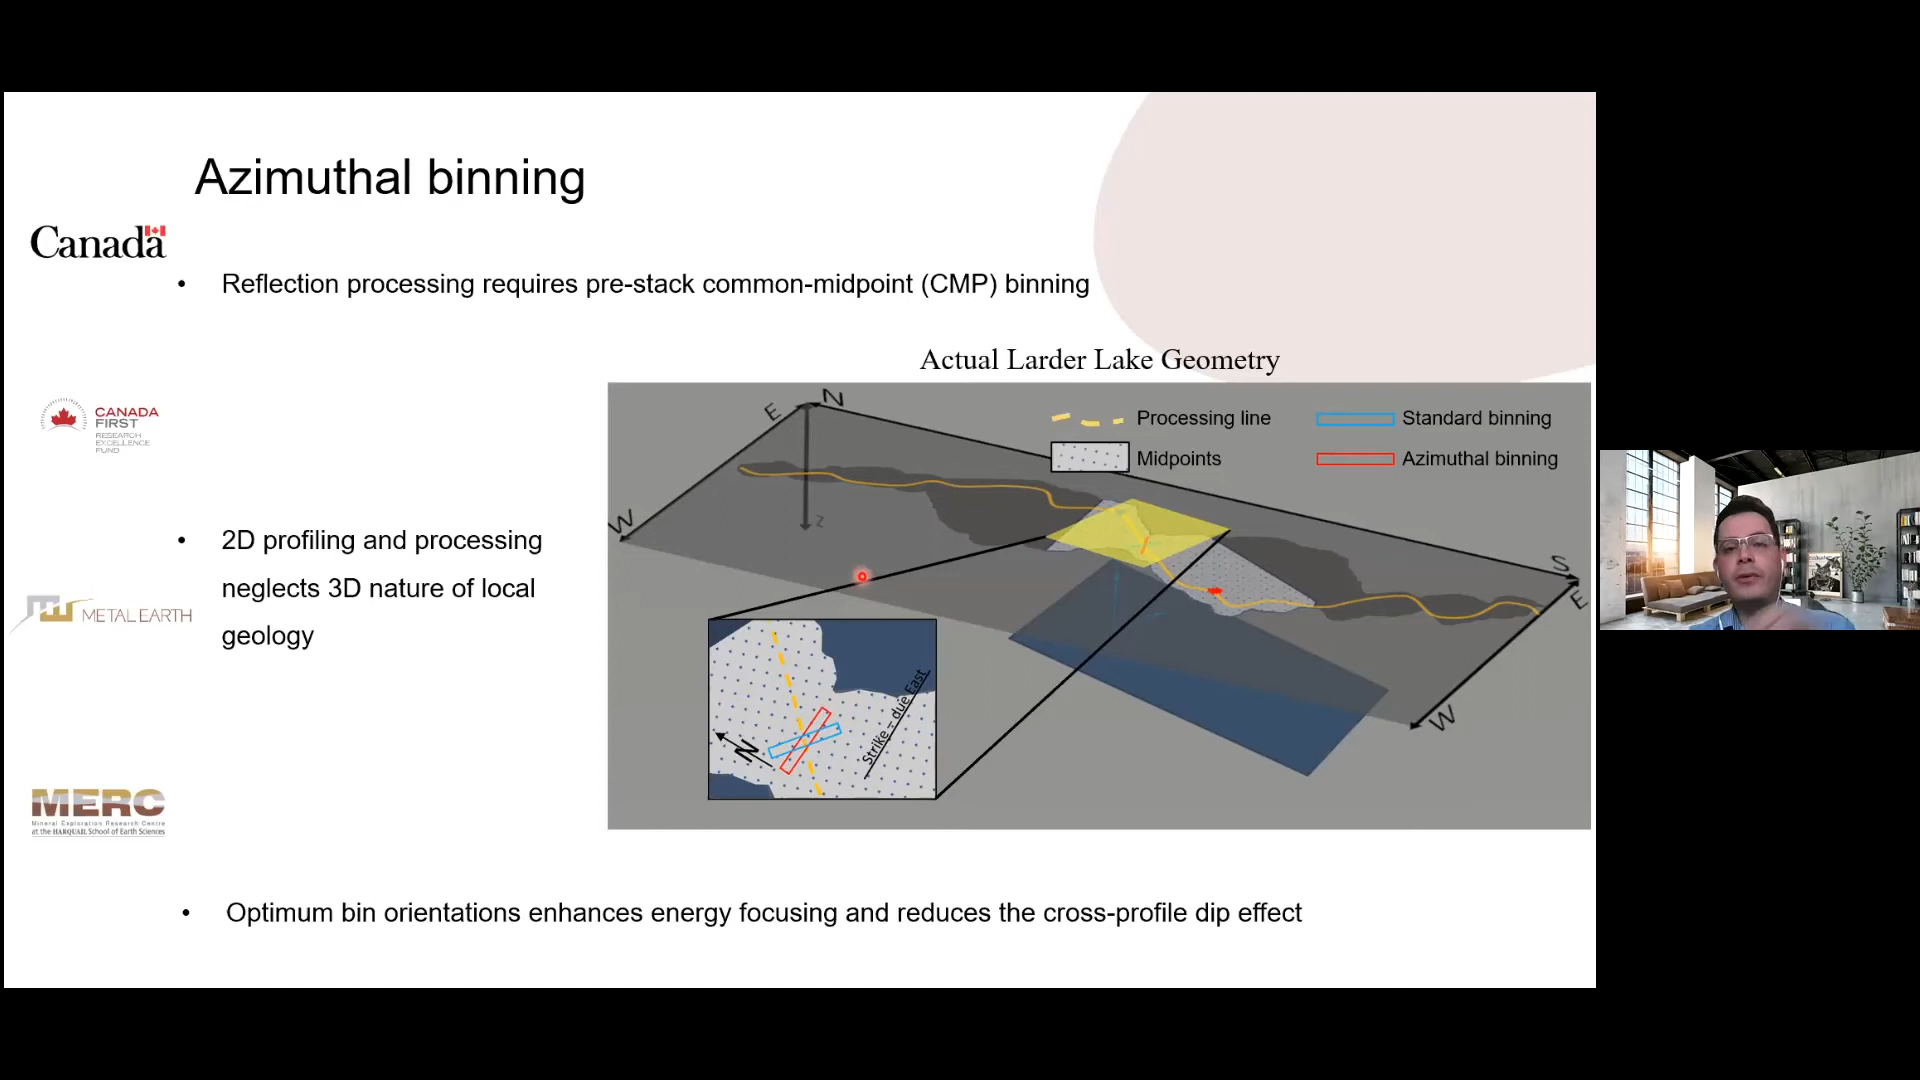 Azimuthal binning
Canada
• Reflection processing requires pre-stack common-midpoint (CMP) binning
Actual Larder Lake Geometry
CANADA
FIRST
RESEARCH
EXCELLENCE
FUND
E
N
Processing line
Standard binning
Midpoints
Azimuthal binning
W
Z
• 2D profiling and processing
neglects 3D nature of local
geology
S
E
METAL EARTH
Strike – due East
W
N
MERC
Mineral Exploration Research Centre
at the HARQUAIL School of Earth Sciences
• Optimum bin orientations enhances energy focusing and reduces the cross-profile dip effect